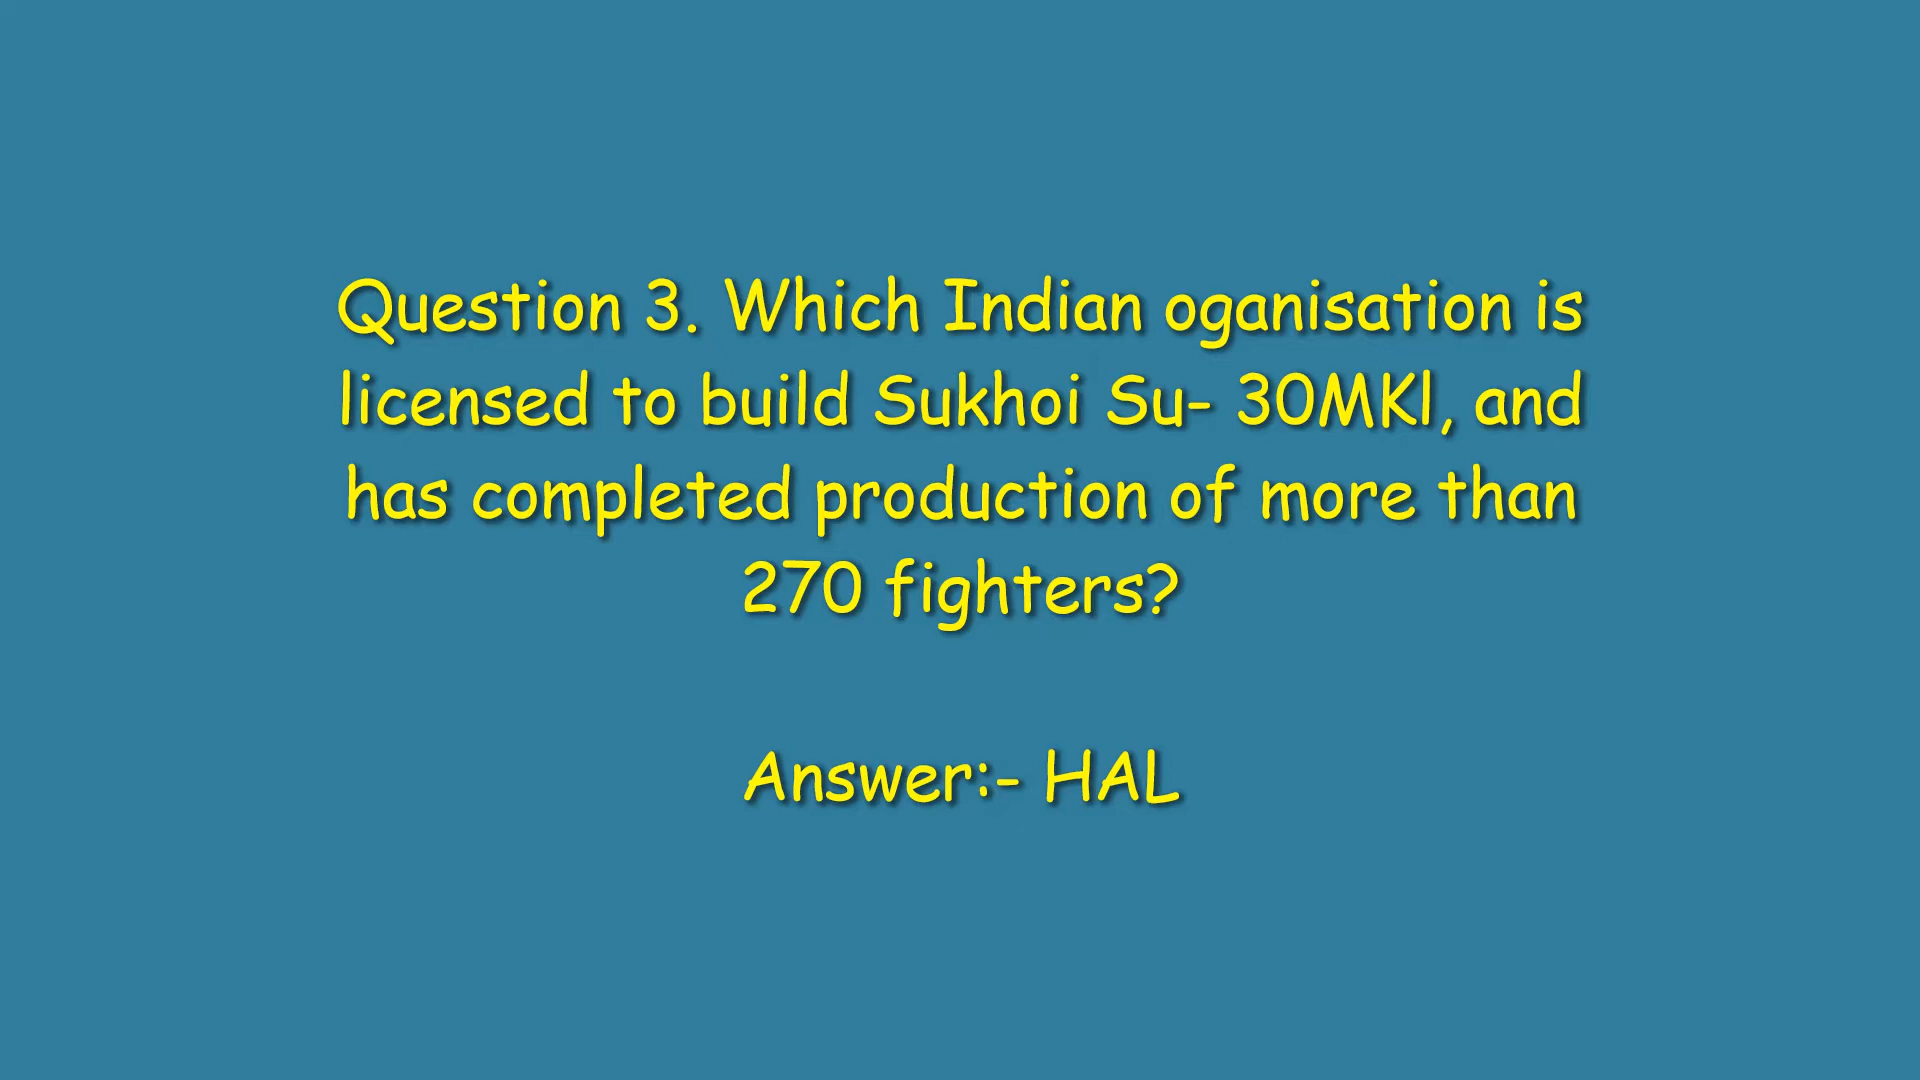 Question 3. Which Indian oganisation is
licensed to build Sukhoi Su- 30MKl, and
has completed production of more than
270 fighters?
Answer:- HAL